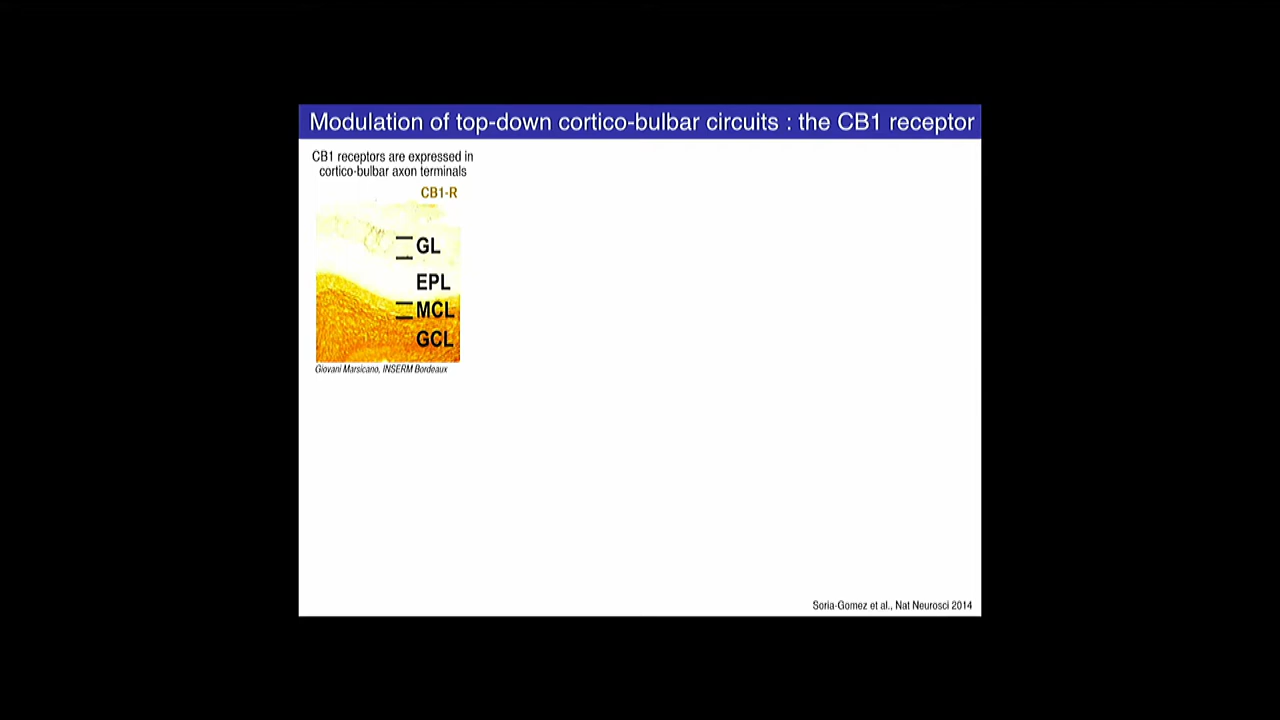 Modulation of top-down cortico-bulbar circuits : the CB1 receptor
CB1 receptors are expressed in
cortico-bulbar axon terminals
CB1-R
GL
EPL
MCL
GCL
Giovani Marsicano, INSERM Bordeaux
Soria-Gomez et al., Nat Neurosci 2014